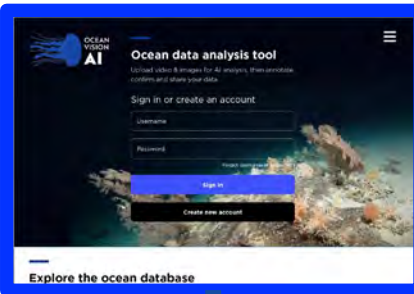 OCEAN
VISION
AI
Ocean data analysis tool
Upload video & images for AI analysis, then annotate
confirm and share your data
Sign in or create an account
Username
Password
Sign in
Create new account
Explore the ocean database